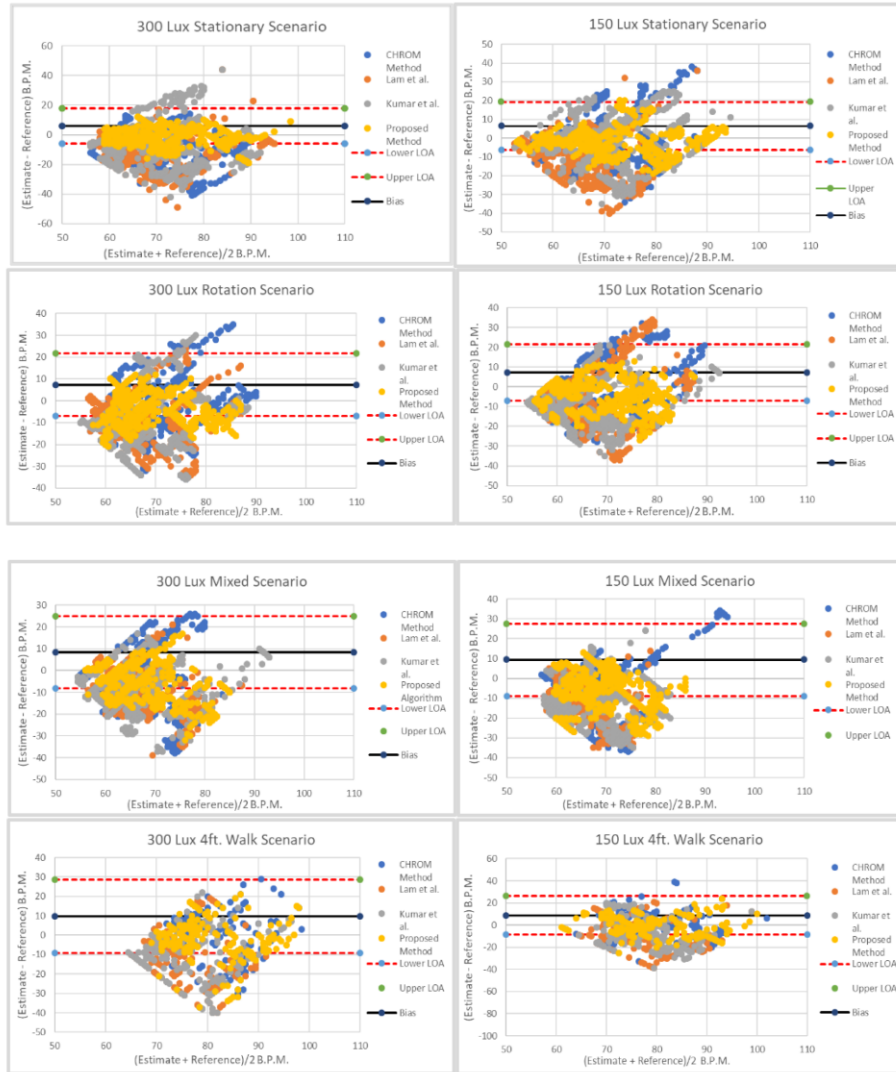 300 Lux Stationary Scenario
60
40
20
0
-20
-40
-60
50 60 70 80 90 100 110
(Estimate - Reference) B.P.M.
(Estimate + Reference)/2 B.P.M.
CHROM
Method
Lam et al.
Kumar et al.
Proposed
Method
Lower LOA
Upper LOA
Bias
150 Lux Stationary Scenario
50
40
30
20
10
0
-10
-20
-30
-40
-50
50 60 70 80 90 100 110
(Estimate - Reference) B.P.M.
(Estimate + Reference)/2 B.P.M.
CHROM
Method
Lam et al.
Kumar et al.
Proposed
Method
Lower LOA
Upper
LOA
Bias
300 Lux Rotation Scenario
40
30
20
10
0
-10
-20
-30
-40
50 60 70 80 90 100 110
(Estimate - Reference) B.P.M.
(Estimate + Reference)/2 B.P.M.
CHROM
Method
Lam et al.
Kumar et
al.
Proposed
Method
Lower LOA
Upper LOA
Bias
150 Lux Rotation Scenario
40
30
20
10
0
-10
-20
-30
-40
-50
50 60 70 80 90 100 110
(Estimate - Reference) B.P.M.
(Estimate + Reference)/2 B.P.M.
CHROM
Method
Lam et al.
Kumar et
al.
Proposed
Method
Lower LOA
Upper LOA
Bias
300 Lux Mixed Scenario
30
20
10
0
-10
-20
-30
-40
-50
50 60 70 80 90 100 110
(Estimate - Reference) B.P.M.
(Estimate + Reference)/2 B.P.M.
CHROM
Method
Lam et al.
Kumar et
al.
Proposed
Algorithm
Lower LOA
Upper LOA
Bias
150 Lux Mixed Scenario
40
30
20
10
0
-10
-20
-30
-40
-50
50 60 70 80 90 100 110
(Estimate - Reference) B.P.M.
(Estimate + Reference)/2 B.P.M.
CHROM
Method
Lam et al.
Kumar et
al.
Proposed
Method
Lower LOA
Upper LOA
Bias
300 Lux 4ft. Walk Scenario
40
30
20
10
0
-10
-20
-30
-40
-50
50 60 70 80 90 100 110
(Estimate - Reference) B.P.M.
(Estimate + Reference)/2 B.P.M.
CHROM
Method
Lam et al.
Kumar et
al.
Proposed
Method
Lower LOA
Upper LOA
Bias
150 Lux 4ft. Walk Scenario
60
40
20
0
-20
-40
-60
-80
-100
50 60 70 80 90 100 110
(Estimate - Reference) B.P.M.
(Estimate + Reference)/2 B.P.M.
CHROM
Method
Lam et al.
Kumar et
al.
Proposed
Method
Lower LOA
Upper LOA
Bias